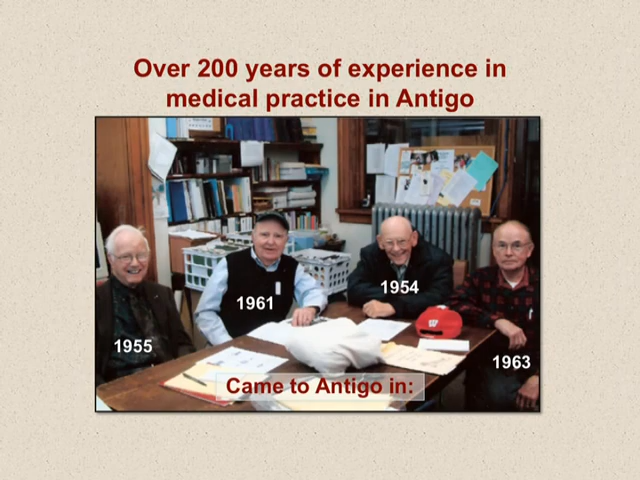 Over 200 years of experience in
medical practice in Antigo
1954
1961
1955
1963
Came to Antigo in:
W